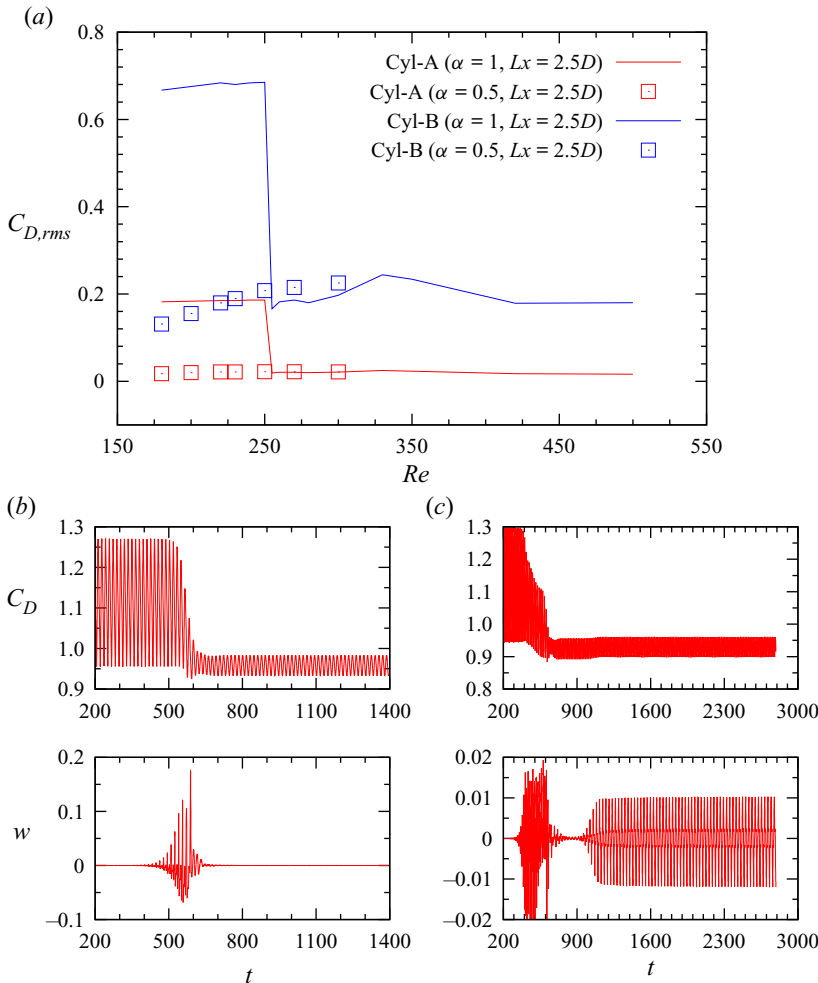 (a)
0.8
0.6
0.4
0.2
0
C_D,rms
Cyl-A (α = 1, Lx = 2.5D)
Cyl-A (α = 0.5, Lx = 2.5D)
Cyl-B (α = 1, Lx = 2.5D)
Cyl-B (α = 0.5, Lx = 2.5D)
150 250 350 450 550
Re
(b)
1.3
1.2
1.1
1.0
0.9
C_D
200 500 800 1100 1400
0.2
0.1
0
–0.1
w
200 500 800 1100 1400
t
(c)
1.3
1.2
1.1
1.0
0.9
0.8
200 900 1600 2300 3000
0.02
0.01
0
–0.01
–0.02
200 900 1600 2300 3000
t